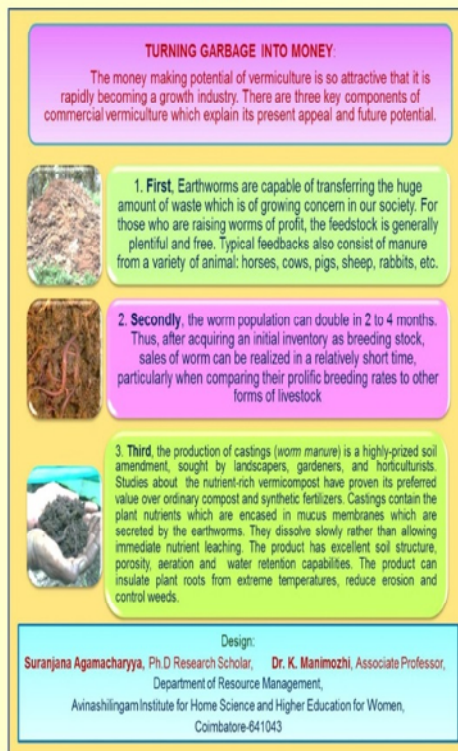 TURNING GARBAGE INTO MONEY:
The money making potential of vermiculture is so attractive that it is
rapidly becoming a growth industry. There are three key components of
commercial vermiculture which explain its present appeal and future potential.
1. First, Earthworms are capable of transferring the huge
amount of waste which is of growing concern in our society. For
those who are raising worms of profit, the feedstock is generally
plentiful and free. Typical feedbacks also consist of manure
from a variety of animal: horses, cows, pigs, sheep, rabbits, etc.
2. Secondly, the worm population can double in 2 to 4 months.
Thus, after acquiring an initial inventory as breeding stock,
sales of worm can be realized in a relatively short time,
particularly when comparing their prolific breeding rates to other
forms of livestock
3. Third, the production of castings (worm manure) is a highly-prized soil
amendment, sought by landscapers, gardeners, and horticulturists.
Studies about the nutrient-rich vermicompost have proven its preferred
value over ordinary compost and synthetic fertilizers. Castings contain the
plant nutrients which are encased in mucus membranes which are
secreted by the earthworms. They dissolve slowly rather than allowing
immediate nutrient leaching. The product has excellent soil structure,
porosity, aeration and water retention capabilities. The product can
insulate plant roots from extreme temperatures, reduce erosion and
control weeds.
Design:
Suranjana Agamacharyya, Ph.D Research Scholar, Dr. K. Manimozhi, Associate Professor,
Department of Resource Management,
Avinashilingam Institute for Home Science and Higher Education for Women,
Coimbatore-641043